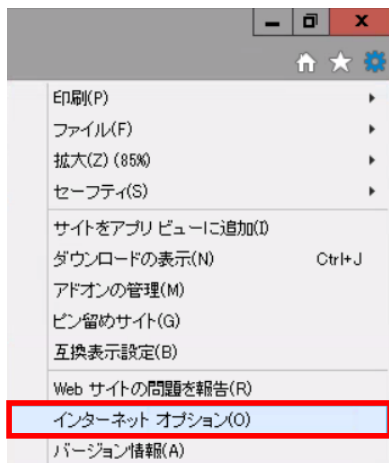 印刷(P)
ファイル(F)
拡大(Z) (85%)
セーフティ(S)
サイトをアプリ ビューに追加(I)
ダウンロードの表示(N) Ctrl+J
アドオンの管理(M)
ピン留めサイト(G)
互換表示設定(B)
Web サイトの問題を報告(R)
インターネット オプション(O)
バージョン情報(A)